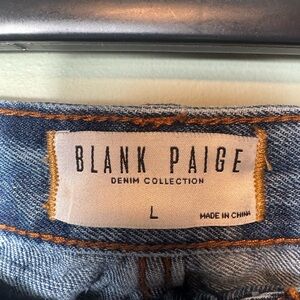 BLANK PAIGE
DENIM COLLECTION
L
MADE IN CHINA